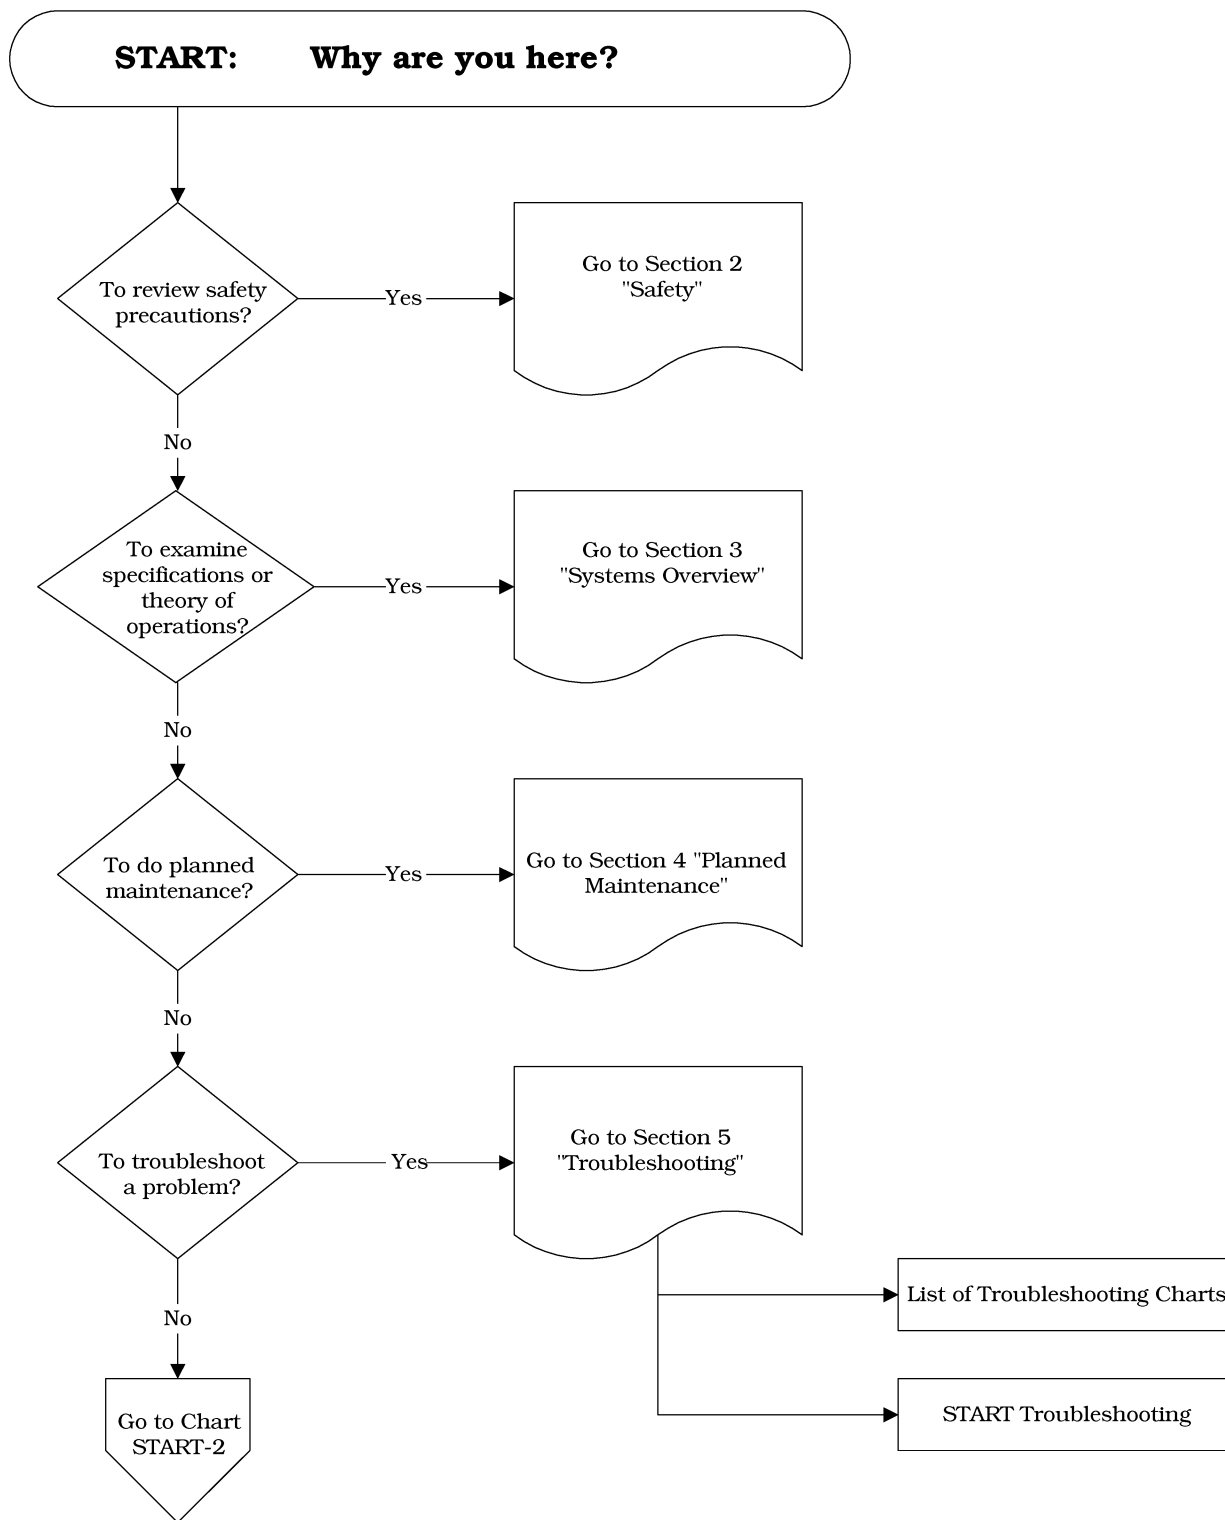 START: Why are you here?
To review safety
precautions?
Yes
Go to Section 2
"Safety"
No
To examine
specifications or
theory of
operations?
Yes
Go to Section 3
"Systems Overview"
No
To do planned
maintenance?
Yes
Go to Section 4 "Planned
Maintenance"
No
To troubleshoot
a problem?
Yes
Go to Section 5
"Troubleshooting"
List of Troubleshooting Charts
START Troubleshooting
No
Go to Chart
START-2